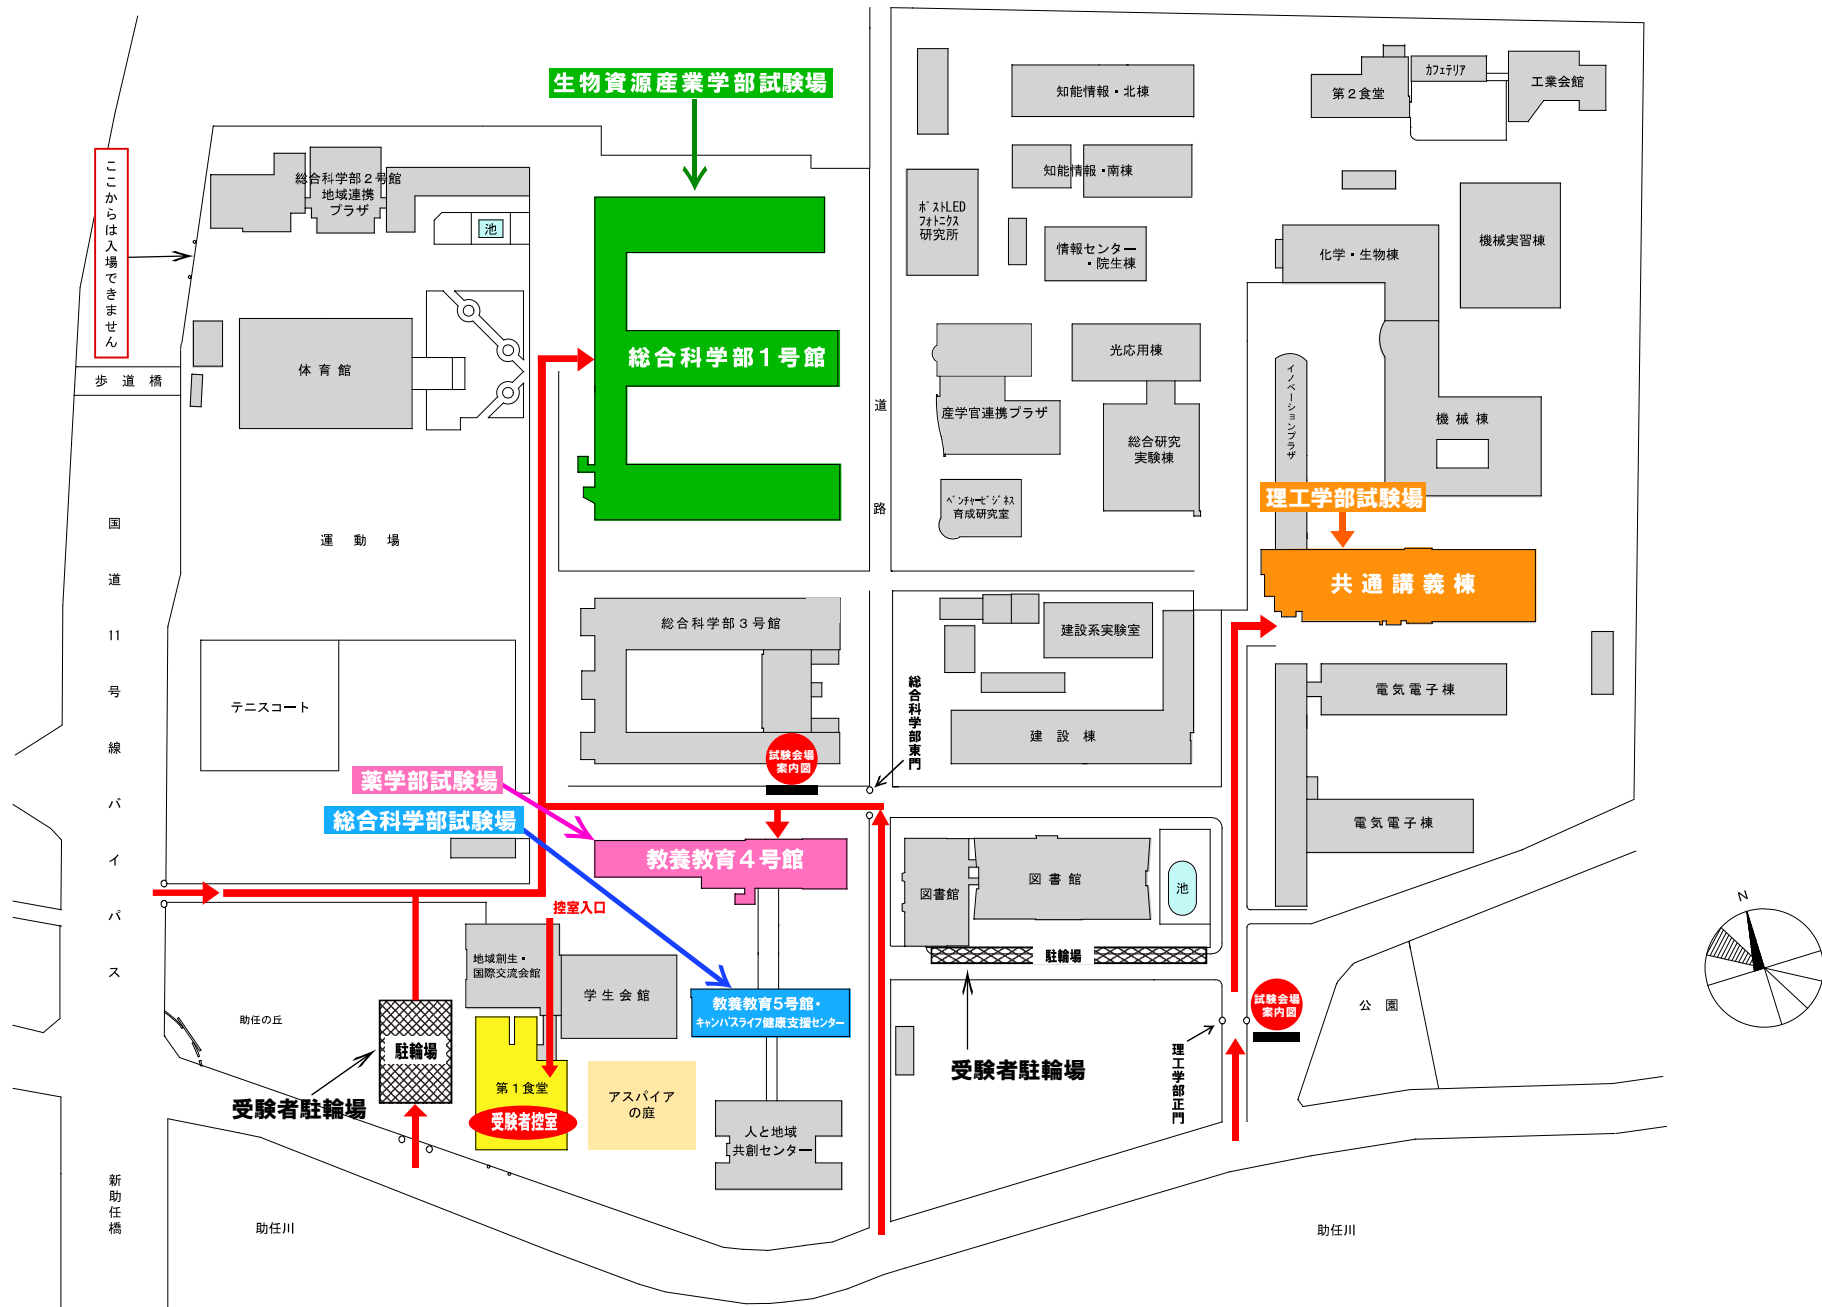 生物資源産業学部試験場
知能情報・北棟
カフェテリア
第２食堂
工業会館
ここからは入場できません
総合科学部２号館
地域連携
プラザ
池
知能情報・南棟
ポストLED
フォトニクス
研究所
情報センター
・院生棟
化学・生物棟
機械実習棟
総合科学部１号館
体育館
歩道橋
光応用棟
イノベーションプラザ
産学官連携プラザ
総合研究
実験棟
機械棟
道路
ベンチャービジネス
育成研究室
理工学部試験場
共通講義棟
国道11号線バイパス
運動場
総合科学部３号館
建設系実験室
テニスコート
総合科学部東門
建設棟
電気電子棟
試験会場
案内図
薬学部試験場
総合科学部試験場
教養教育４号館
電気電子棟
図書館
図書館
池
控室入口
駐輪場
地域創生・
国際交流会館
学生会館
教養教育５号館・
キャンパスライフ健康支援センター
助任の丘
駐輪場
受験者駐輪場
第１食堂
受験者控室
アスパイア
の庭
人と地域
共創センター
受験者駐輪場
理工学部正門
試験会場
案内図
公園
N
新助任橋
助任川
助任川